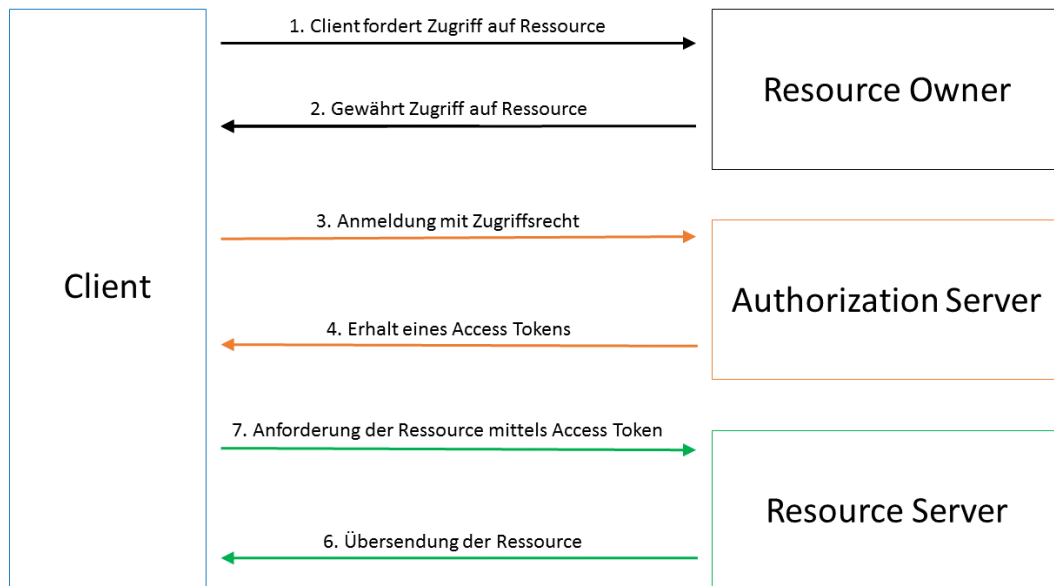 1. Client fordert Zugriff auf Ressource
Resource Owner
2. Gewährt Zugriff auf Ressource
3. Anmeldung mit Zugriffsrecht
Client
Authorization Server
4. Erhalt eines Access Tokens
7. Anforderung der Ressource mittels Access Token
Resource Server
6. Übersendung der Ressource